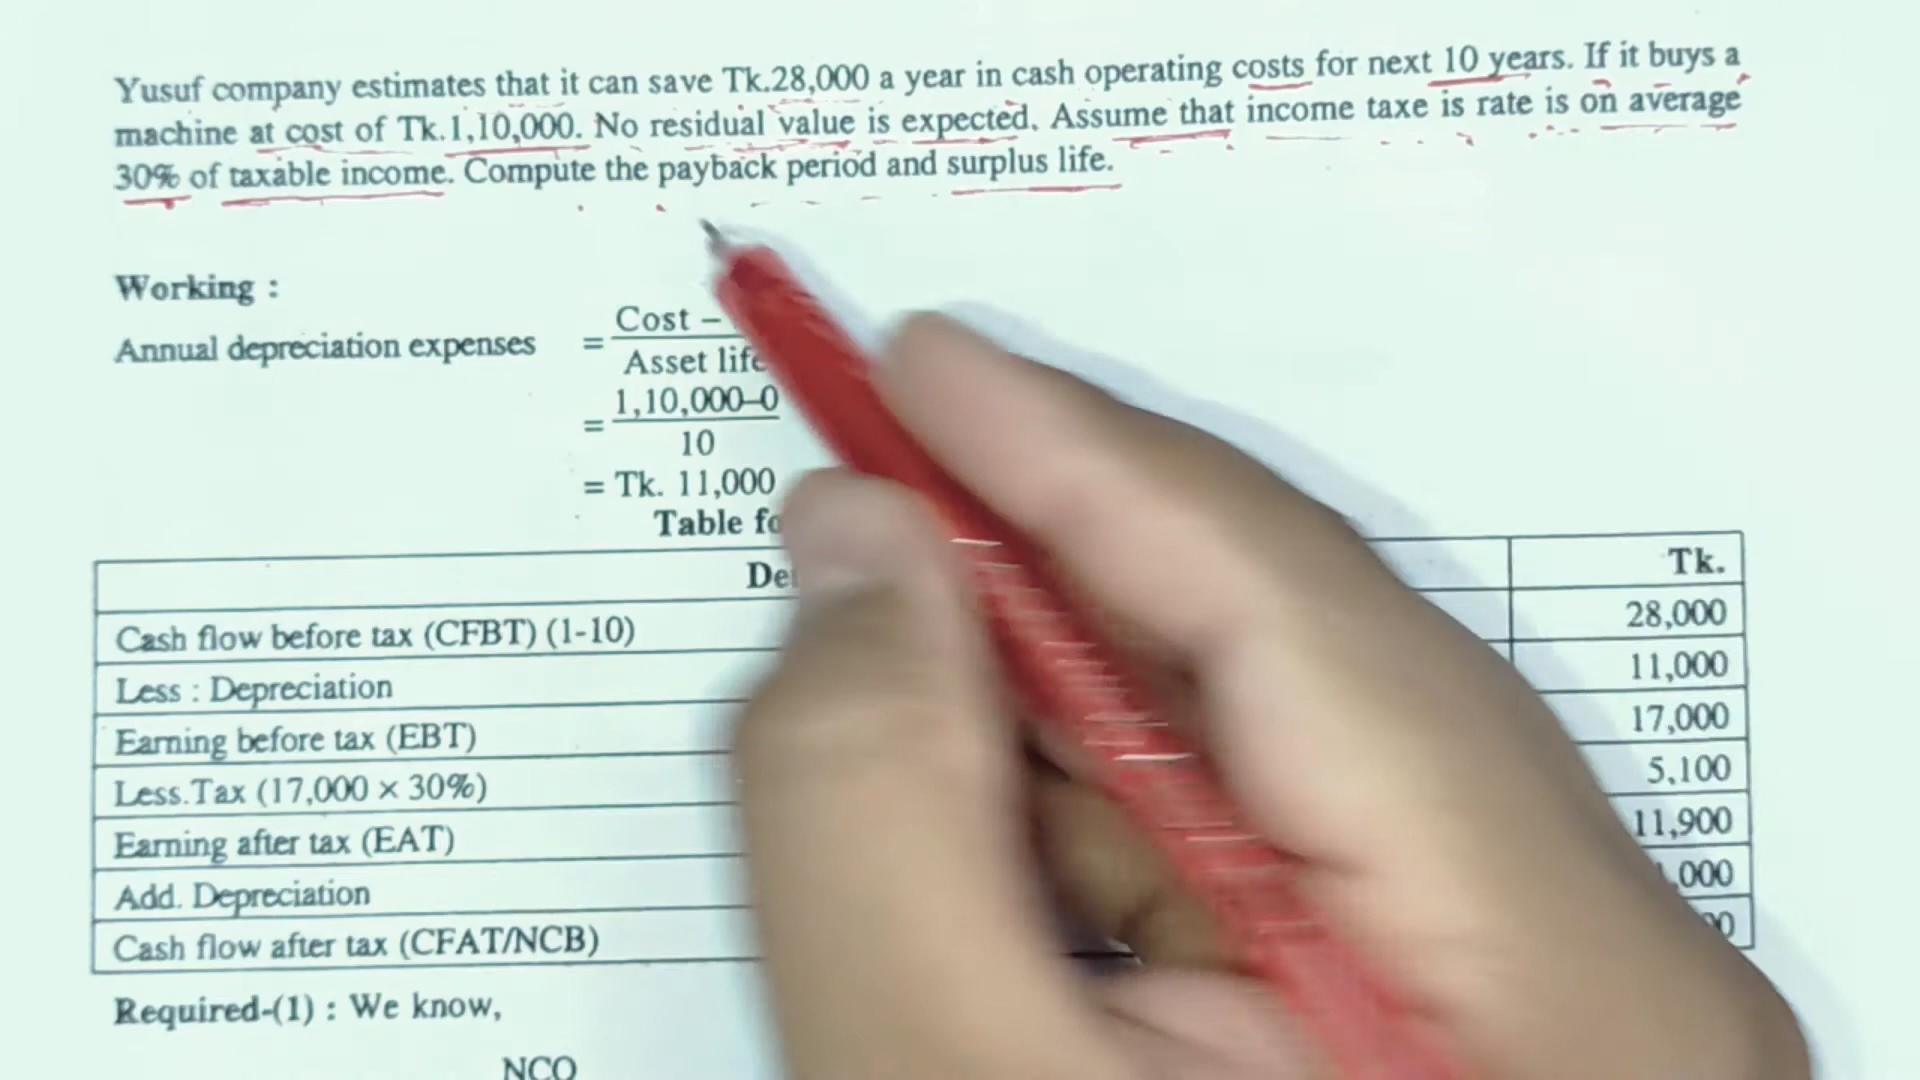 Yusuf company estimates that it can save Tk.28,000 a year in cash operating costs for next 10 years. If it buys a
machine at cost of Tk.1,10,000. No residual value is expected. Assume that income taxe is rate is on average
30% of taxable income. Compute the payback period and surplus life.
Working :
Annual depreciation expenses = Cost –
Asset life
= 1,10,000–0
10
= Tk. 11,000
Table
Tk.
Cash flow before tax (CFBT) (1-10) 28,000
Less : Depreciation 11,000
Earning before tax (EBT) 17,000
Less.Tax (17,000 × 30%) 5,100
Earning after tax (EAT) 11,900
Add. Depreciation ,000
Cash flow after tax (CFAT/NCB)
Required-(1) : We know,
NCO